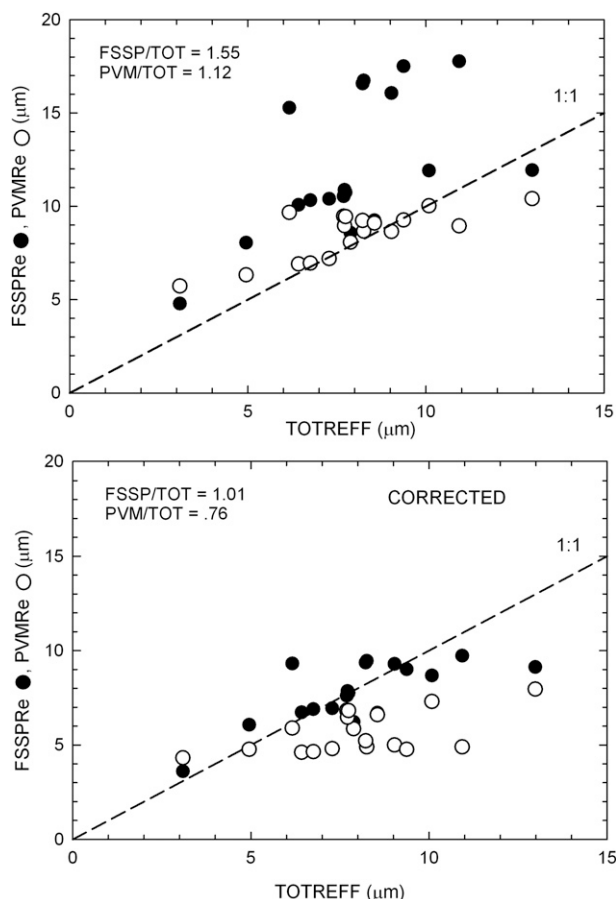 20
FSSP/TOT = 1.55
PVM/TOT = 1.12
15
1:1
10
5
0
FSSPRe ●, PVMRe ○ (μm)
0 5 10 15
TOTREFF (μm)
20
FSSP/TOT = 1.01
PVM/TOT = .76
CORRECTED
15
1:1
10
5
0
FSSPRe ●, PVMRe ○ (μm)
0 5 10 15
TOTREFF (μm)